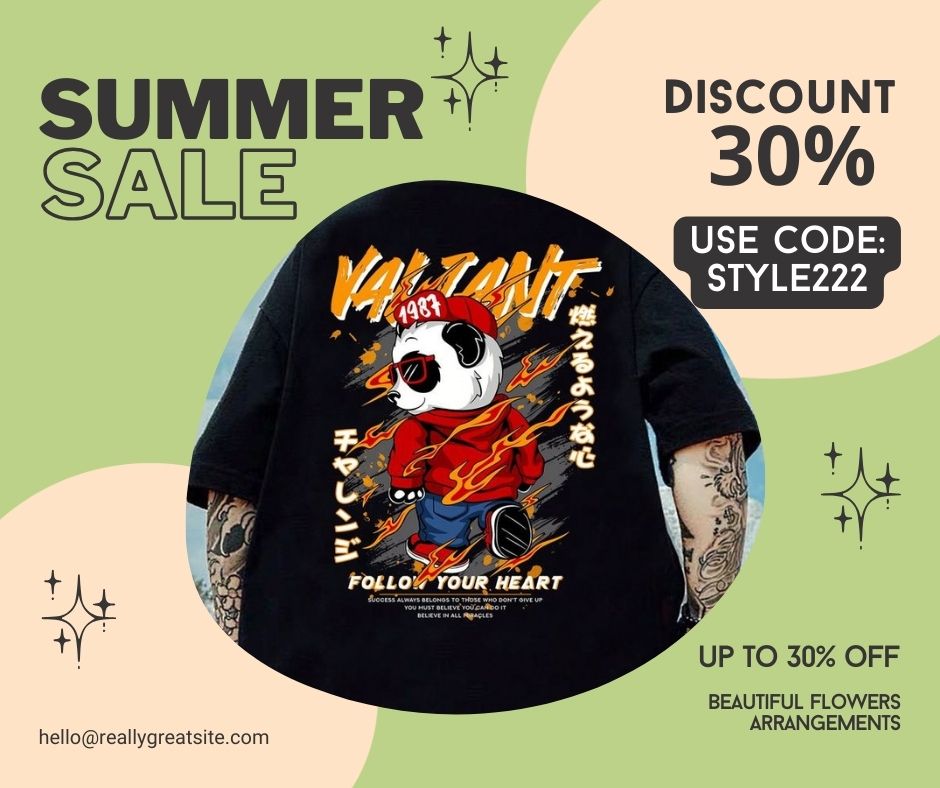 SUMMER
SALE
DISCOUNT
30%
USE CODE:
STYLE222
VALIANT
1987
燃えるような心
チャレンジ
FOLLOW YOUR HEART
SUCCESS ALWAYS BELONGS TO THOSE WHO DON'T GIVE UP
YOU MUST BELIEVE YOU CAN DO IT
BELIEVE IN ALL MIRACLES
UP TO 30% OFF
BEAUTIFUL FLOWERS
ARRANGEMENTS
hello@reallygreatsite.com